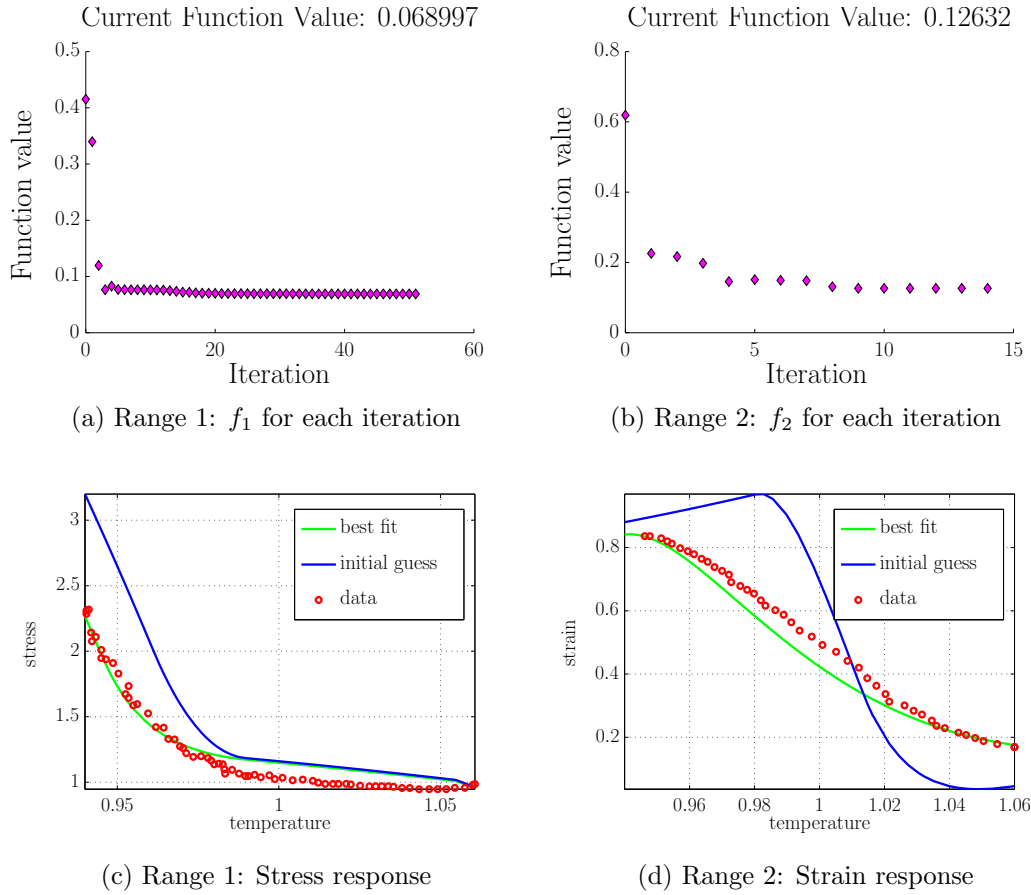 Current Function Value: 0.068997
0.5
0.4
0.3
0.2
0.1
0
Function value
0 20 40 60
Iteration
(a) Range 1: f₁ for each iteration
Current Function Value: 0.12632
0.8
0.6
0.4
0.2
0
Function value
0 5 10 15
Iteration
(b) Range 2: f₂ for each iteration
3
2.5
2
1.5
1
stress
best fit
initial guess
data
0.95 1 1.05
temperature
(c) Range 1: Stress response
0.8
0.6
0.4
0.2
strain
best fit
initial guess
data
0.96 0.98 1 1.02 1.04 1.06
temperature
(d) Range 2: Strain response